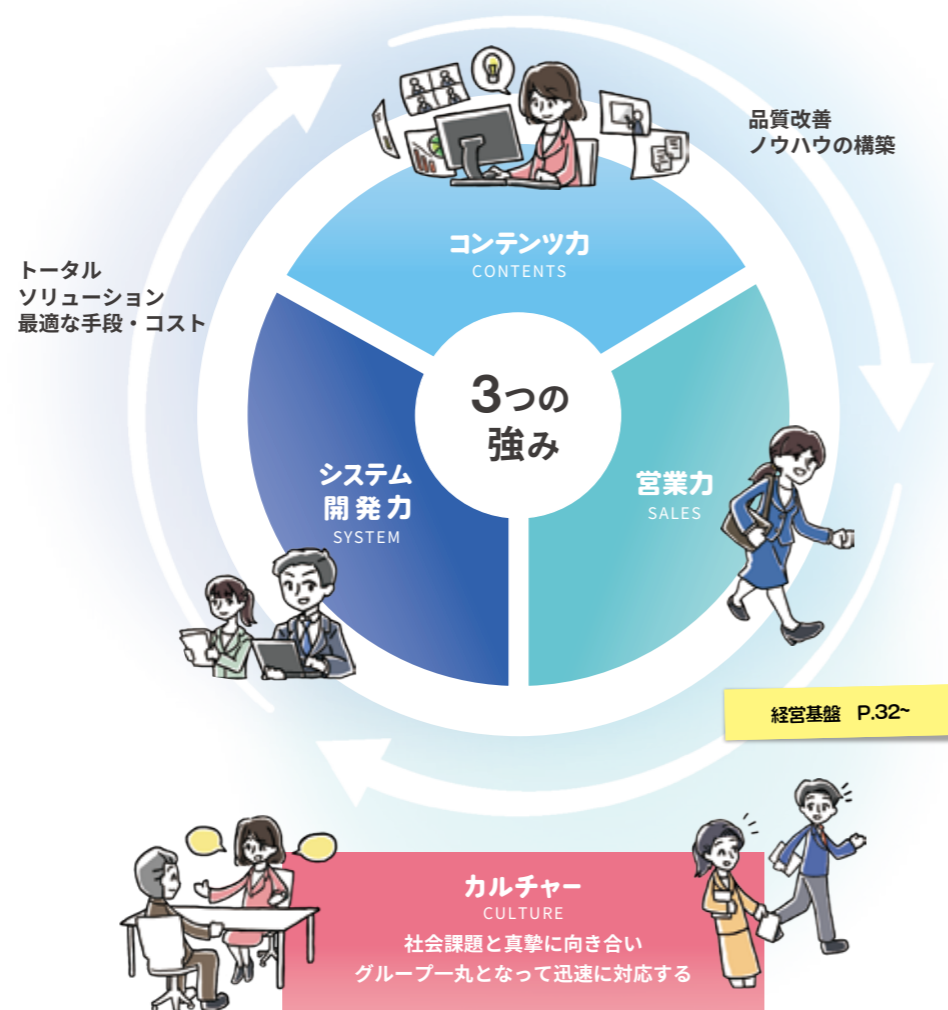 品質改善
ノウハウの構築
コンテンツ力
CONTENTS
トータル
ソリューション
最適な手段・コスト
3つの
強み
システム
開発力
SYSTEM
営業力
SALES
経営基盤 P.32~
カルチャー
CULTURE
社会課題と真摯に向き合い
グループ一丸となって迅速に対応する